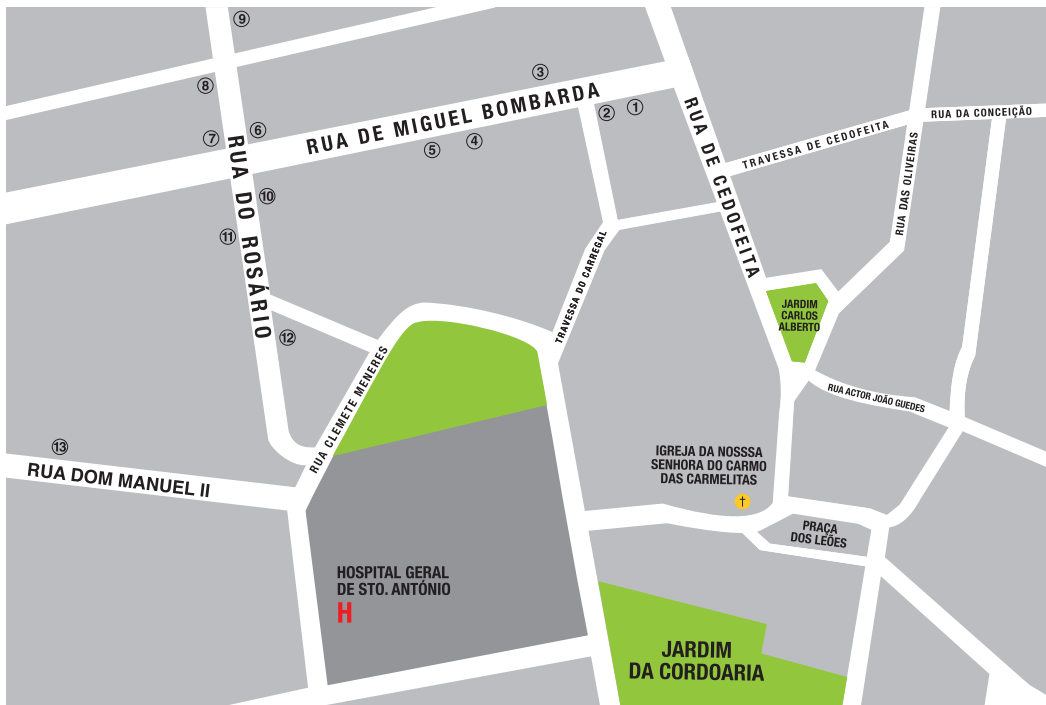 9
3
8
RUA DE MIGUEL BOMBARDA
1
2
RUA DE CEDOFEITA
RUA DA CONCEIÇÃO
TRAVESSA DE CEDOFEITA
6
7
4
5
RUA DO ROSÁRIO
RUA DAS OLIVEIRAS
10
11
TRAVESSA DO CARREGAL
JARDIM
CARLOS
ALBERTO
12
RUA CLEMETE MENERES
RUA ACTOR JOÃO GUEDES
13
RUA DOM MANUEL II
IGREJA DA NOSSSA
SENHORA DO CARMO
DAS CARMELITAS
PRAÇA
DOS LEÕES
HOSPITAL GERAL
DE STO. ANTÓNIO
H
JARDIM
DA CORDOARIA